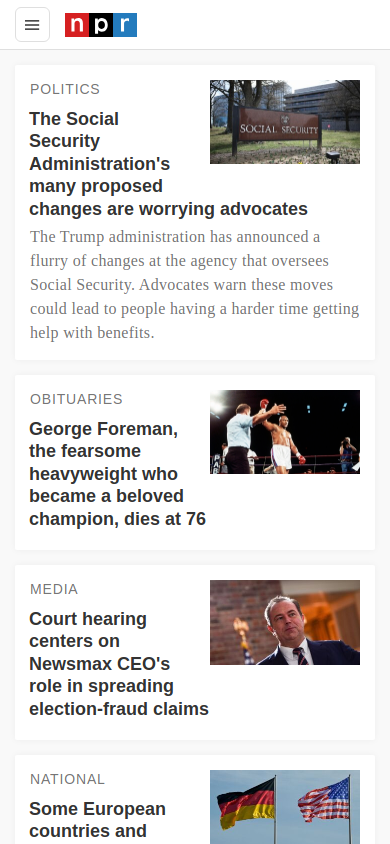 npr
POLITICS
SOCIAL SECURITY
The Social
Security
Administration's
many proposed
changes are worrying advocates
The Trump administration has announced a
flurry of changes at the agency that oversees
Social Security. Advocates warn these moves
could lead to people having a harder time getting
help with benefits.
OBITUARIES
George Foreman,
the fearsome
heavyweight who
became a beloved
champion, dies at 76
MEDIA
Court hearing
centers on
Newsmax CEO's
role in spreading
election-fraud claims
NATIONAL
Some European
countries and